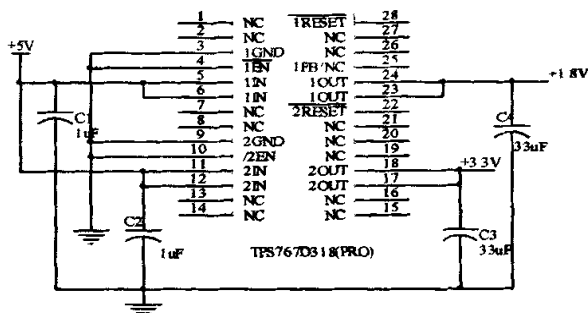 +5V
1 NC 1RESET 28
2 NC NC 27
3 1GND NC 26
4 1EN 1FB/NC 25
5 1IN 1OUT 24
6 1IN 1OUT 23
7 NC 2RESET 22
8 NC NC 21
9 2GND NC 20
10 /2EN NC 19
11 2IN 2OUT 18
12 2IN 2OUT 17
13 NC NC 16
14 NC NC 15
+1 8V
+3 3V
C1
1uF
C2
1uF
C4
33uF
C3
33uF
TPS767D318(PRO)